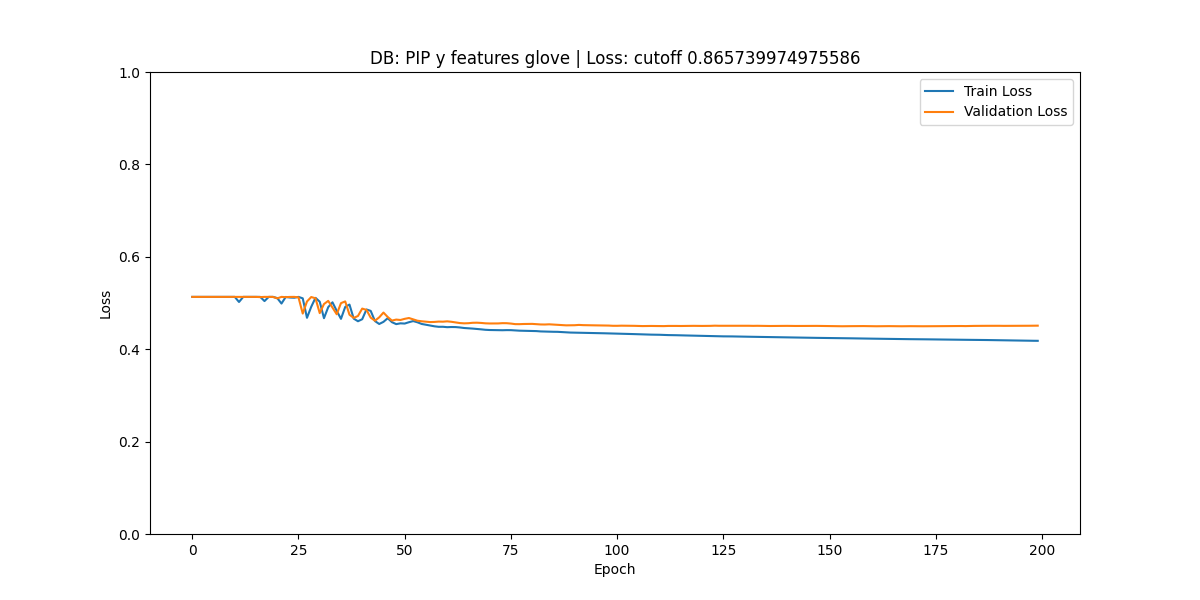 DB: PIP y features glove | Loss: cutoff 0.865739974975586
Train Loss
Validation Loss
Loss
1.0
0.8
0.6
0.4
0.2
0.0
0 25 50 75 100 125 150 175 200
Epoch